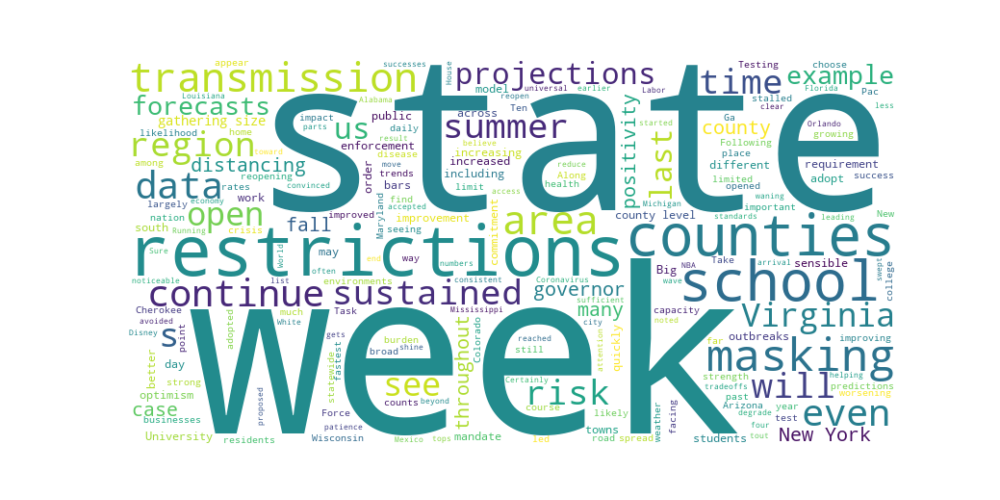 appear
successes
House
universal
earlier
Labor
Testing
choose
transmission
state
projections
time
example
Louisiana
Alabama
reopen
model
Ten
stalled
Florida
Pac
less
forecasts
gathering size
impact
public
across
clear
Orlando
likelihood
home
parts
daily
us
summer
positivity
last
county
Ga
growing
region
enforcement
started
Following
among
toward
result
disease
believe
increasing
place
requirement
distancing
move
order
trends
increased
reduce
different
success
data
reopening
convinced
bars
including
Along
health
limited
adopt
rates
economy
find
limit
access
Michigan
opened
waning
largely
work
accepted
important
nation
open
fall
Maryland
improved
improvement
area
commitment
county level
standards
leading
New
south
Running
crisis
seeing
restrictions
counties
Sure
World
may
end
way
noticeable
often
numbers
consistent
list
environments
Coronavirus
wave
Big
NBA
Take
arrival
sensible
swept
college
continue
sustained
governor
school
Cherokee
much
Week
Task
Mississippi
sufficient
many
capacity
avoided
White
city
noted
Virginia
Disney
s
point
adopted
gets
burden
Colorado
reached
attention
quickly
outbreaks
improving
day
statewide
fastest
broad
shine
throughout
still
far
masking
helping
better
strong
counts
beyond
Certainly
strength
tradeoffs
predictions
optimism
see
risk
past
will
worsening
case
proposed
Force
course
likely
Arizona
year
degrade
even
businesses
patience
weather
facing
test
four
tout
University
residents
Wisconsin
Mexico
tops
mandate
led
towns
road
spread
students
New York